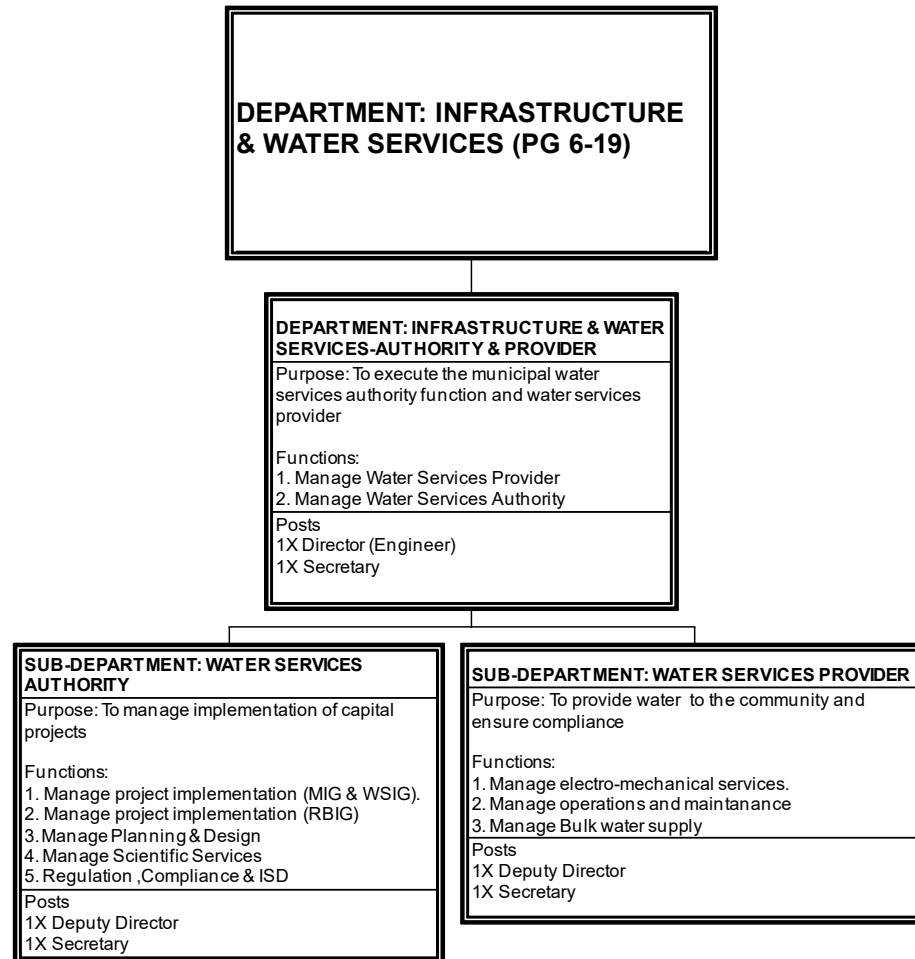 DEPARTMENT: INFRASTRUCTURE
& WATER SERVICES (PG 6-19)
DEPARTMENT: INFRASTRUCTURE & WATER
SERVICES-AUTHORITY & PROVIDER
Purpose: To execute the municipal water
services authority function and water services
provider
Functions:
1. Manage Water Services Provider
2. Manage Water Services Authority
Posts
1X Director (Engineer)
1X Secretary
SUB-DEPARTMENT: WATER SERVICES
AUTHORITY
Purpose: To manage implementation of capital
projects
Functions:
1. Manage project implementation (MIG & WSIG).
2. Manage project implementation (RBIG)
3. Manage Planning & Design
4. Manage Scientific Services
5. Regulation ,Compliance & ISD
Posts
1X Deputy Director
1X Secretary
SUB-DEPARTMENT: WATER SERVICES PROVIDER
Purpose: To provide water to the community and
ensure compliance
Functions:
1. Manage electro-mechanical services.
2. Manage operations and maintanance
3. Manage Bulk water supply
Posts
1X Deputy Director
1X Secretary